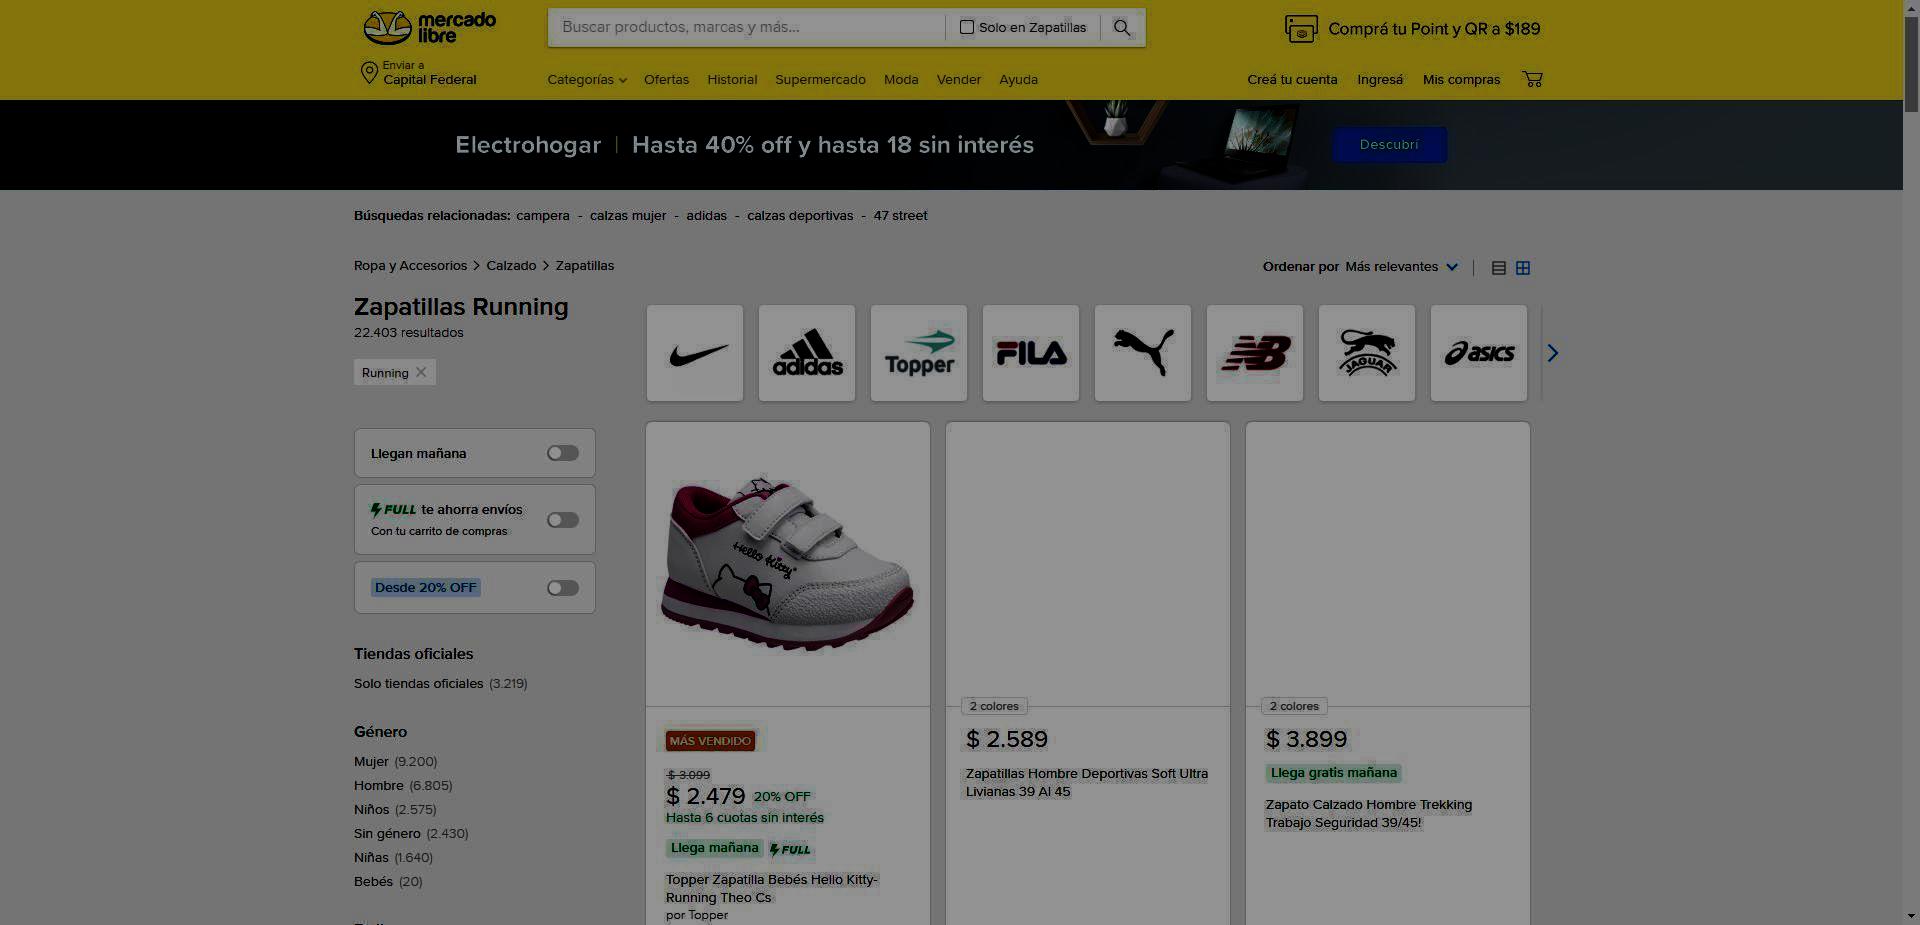 mercado
libre
Buscar productos, marcas y más...
Solo en Zapatillas
Comprá tu Point y QR a $189
Enviar a
Capital Federal
Categorías Ofertas Historial Supermercado Moda Vender Ayuda
Creá tu cuenta Ingresá Mis compras
Electrohogar | Hasta 40% off y hasta 18 sin interés
Descubrí
Búsquedas relacionadas: campera - calzas mujer - adidas - calzas deportivas - 47 street
Ropa y Accesorios > Calzado > Zapatillas
Ordenar por Más relevantes
Zapatillas Running
22.403 resultados
Running
adidas
Topper
FILA
NB
JAGUAR
asics
Llegan mañana
FULL te ahorra envíos
Con tu carrito de compras
Desde 20% OFF
Tiendas oficiales
Solo tiendas oficiales (3.219)
Género
Mujer (9.200)
Hombre (6.805)
Niños (2.575)
Sin género (2.430)
Niñas (1.640)
Bebés (20)
Hello Kitty
MÁS VENDIDO
$ 3.099
$ 2.479 20% OFF
Hasta 6 cuotas sin interés
Llega mañana FULL
Topper Zapatilla Bebés Hello Kitty-
Running Theo Cs
por Topper
2 colores
$ 2.589
Zapatillas Hombre Deportivas Soft Ultra
Livianas 39 Al 45
2 colores
$ 3.899
Llega gratis mañana
Zapato Calzado Hombre Trekking
Trabajo Seguridad 39/45!